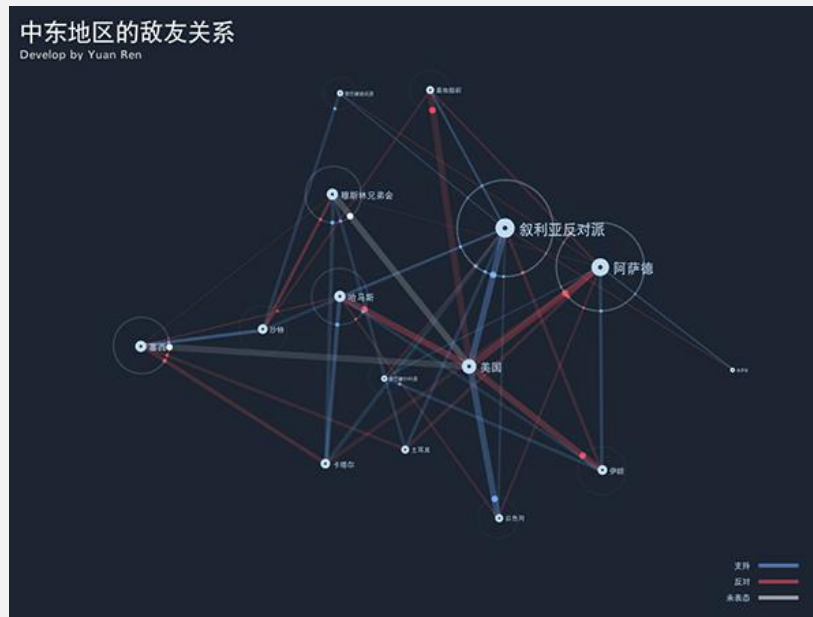 中东地区的敌友关系
Develop by Yuan Ren
基地组织
穆斯林兄弟会
叙利亚反对派
阿萨德
哈马斯
沙特
塞西
美国
土耳其
卡塔尔
伊朗
以色列
支持
反对
未表态